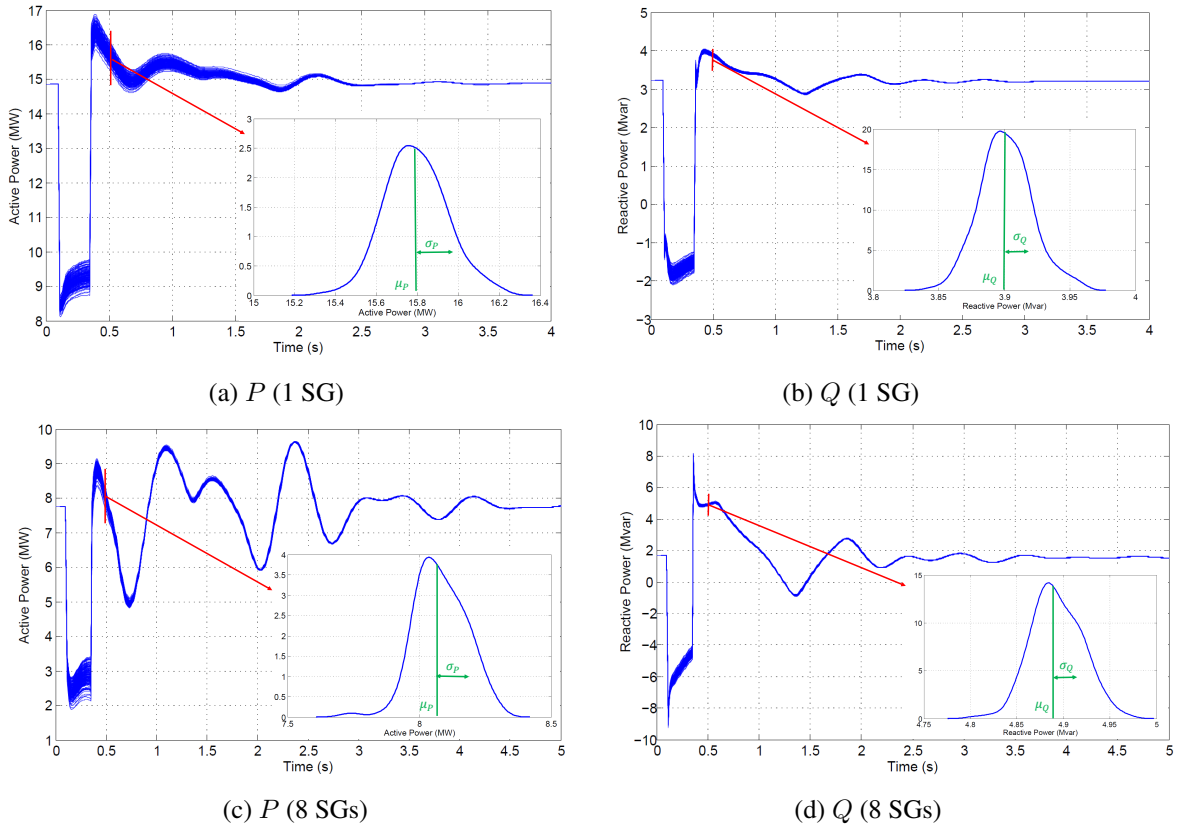 17
16
15
14
13
12
11
10
9
8
Active Power (MW)
0 0.5 1 1.5 2 2.5 3 3.5 4
Time (s)
3
2.5
2
1.5
1
0.5
0
15 15.2 15.4 15.6 15.8 16 16.2 16.4
Active Power (MW)
σP
μP
(a) P (1 SG)
5
4
3
2
1
0
−1
−2
−3
Reactive Power (Mvar)
0 0.5 1 1.5 2 2.5 3 3.5 4
Time (s)
20
15
10
5
0
3.8 3.85 3.9 3.95 4
Reactive Power (Mvar)
σQ
μQ
(b) Q (1 SG)
10
9
8
7
6
5
4
3
2
1
Active Power (MW)
0 0.5 1 1.5 2 2.5 3 3.5 4 4.5 5
Time (s)
4
3.5
3
2.5
2
1.5
1
0.5
0
7.5 8 8.5
Active Power (MW)
σP
μP
(c) P (8 SGs)
10
8
6
4
2
0
−2
−4
−6
−8
−10
Reactive Power (Mvar)
0 0.5 1 1.5 2 2.5 3 3.5 4 4.5 5
Time (s)
15
10
5
0
4.75 4.8 4.85 4.9 4.95 5
Reactive Power (Mvar)
σQ
μQ
(d) Q (8 SGs)